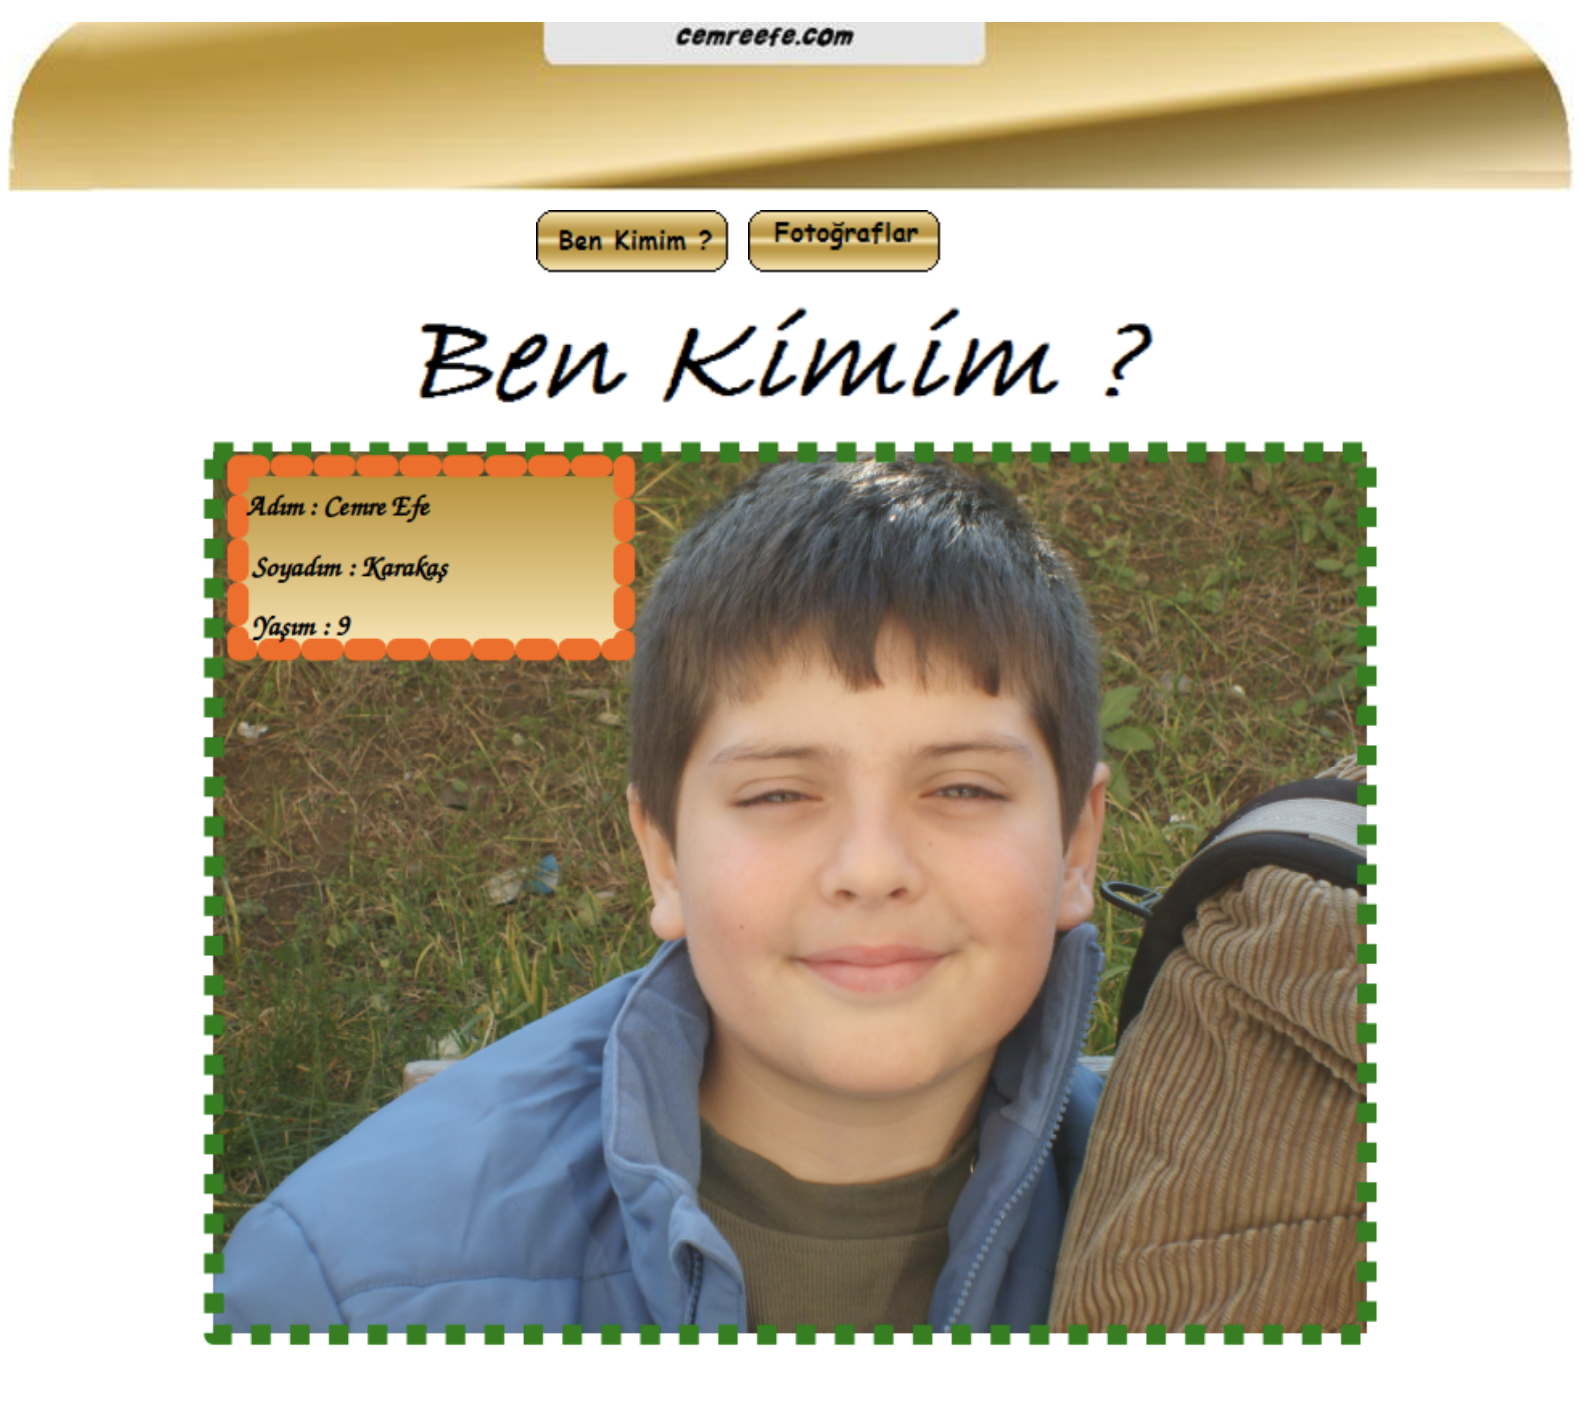 cemreefe.com
Ben Kimim ?
Fotoğraflar
Ben Kimim ?
Adım : Cemre Efe
Soyadım : Karakaş
Yaşım : 9